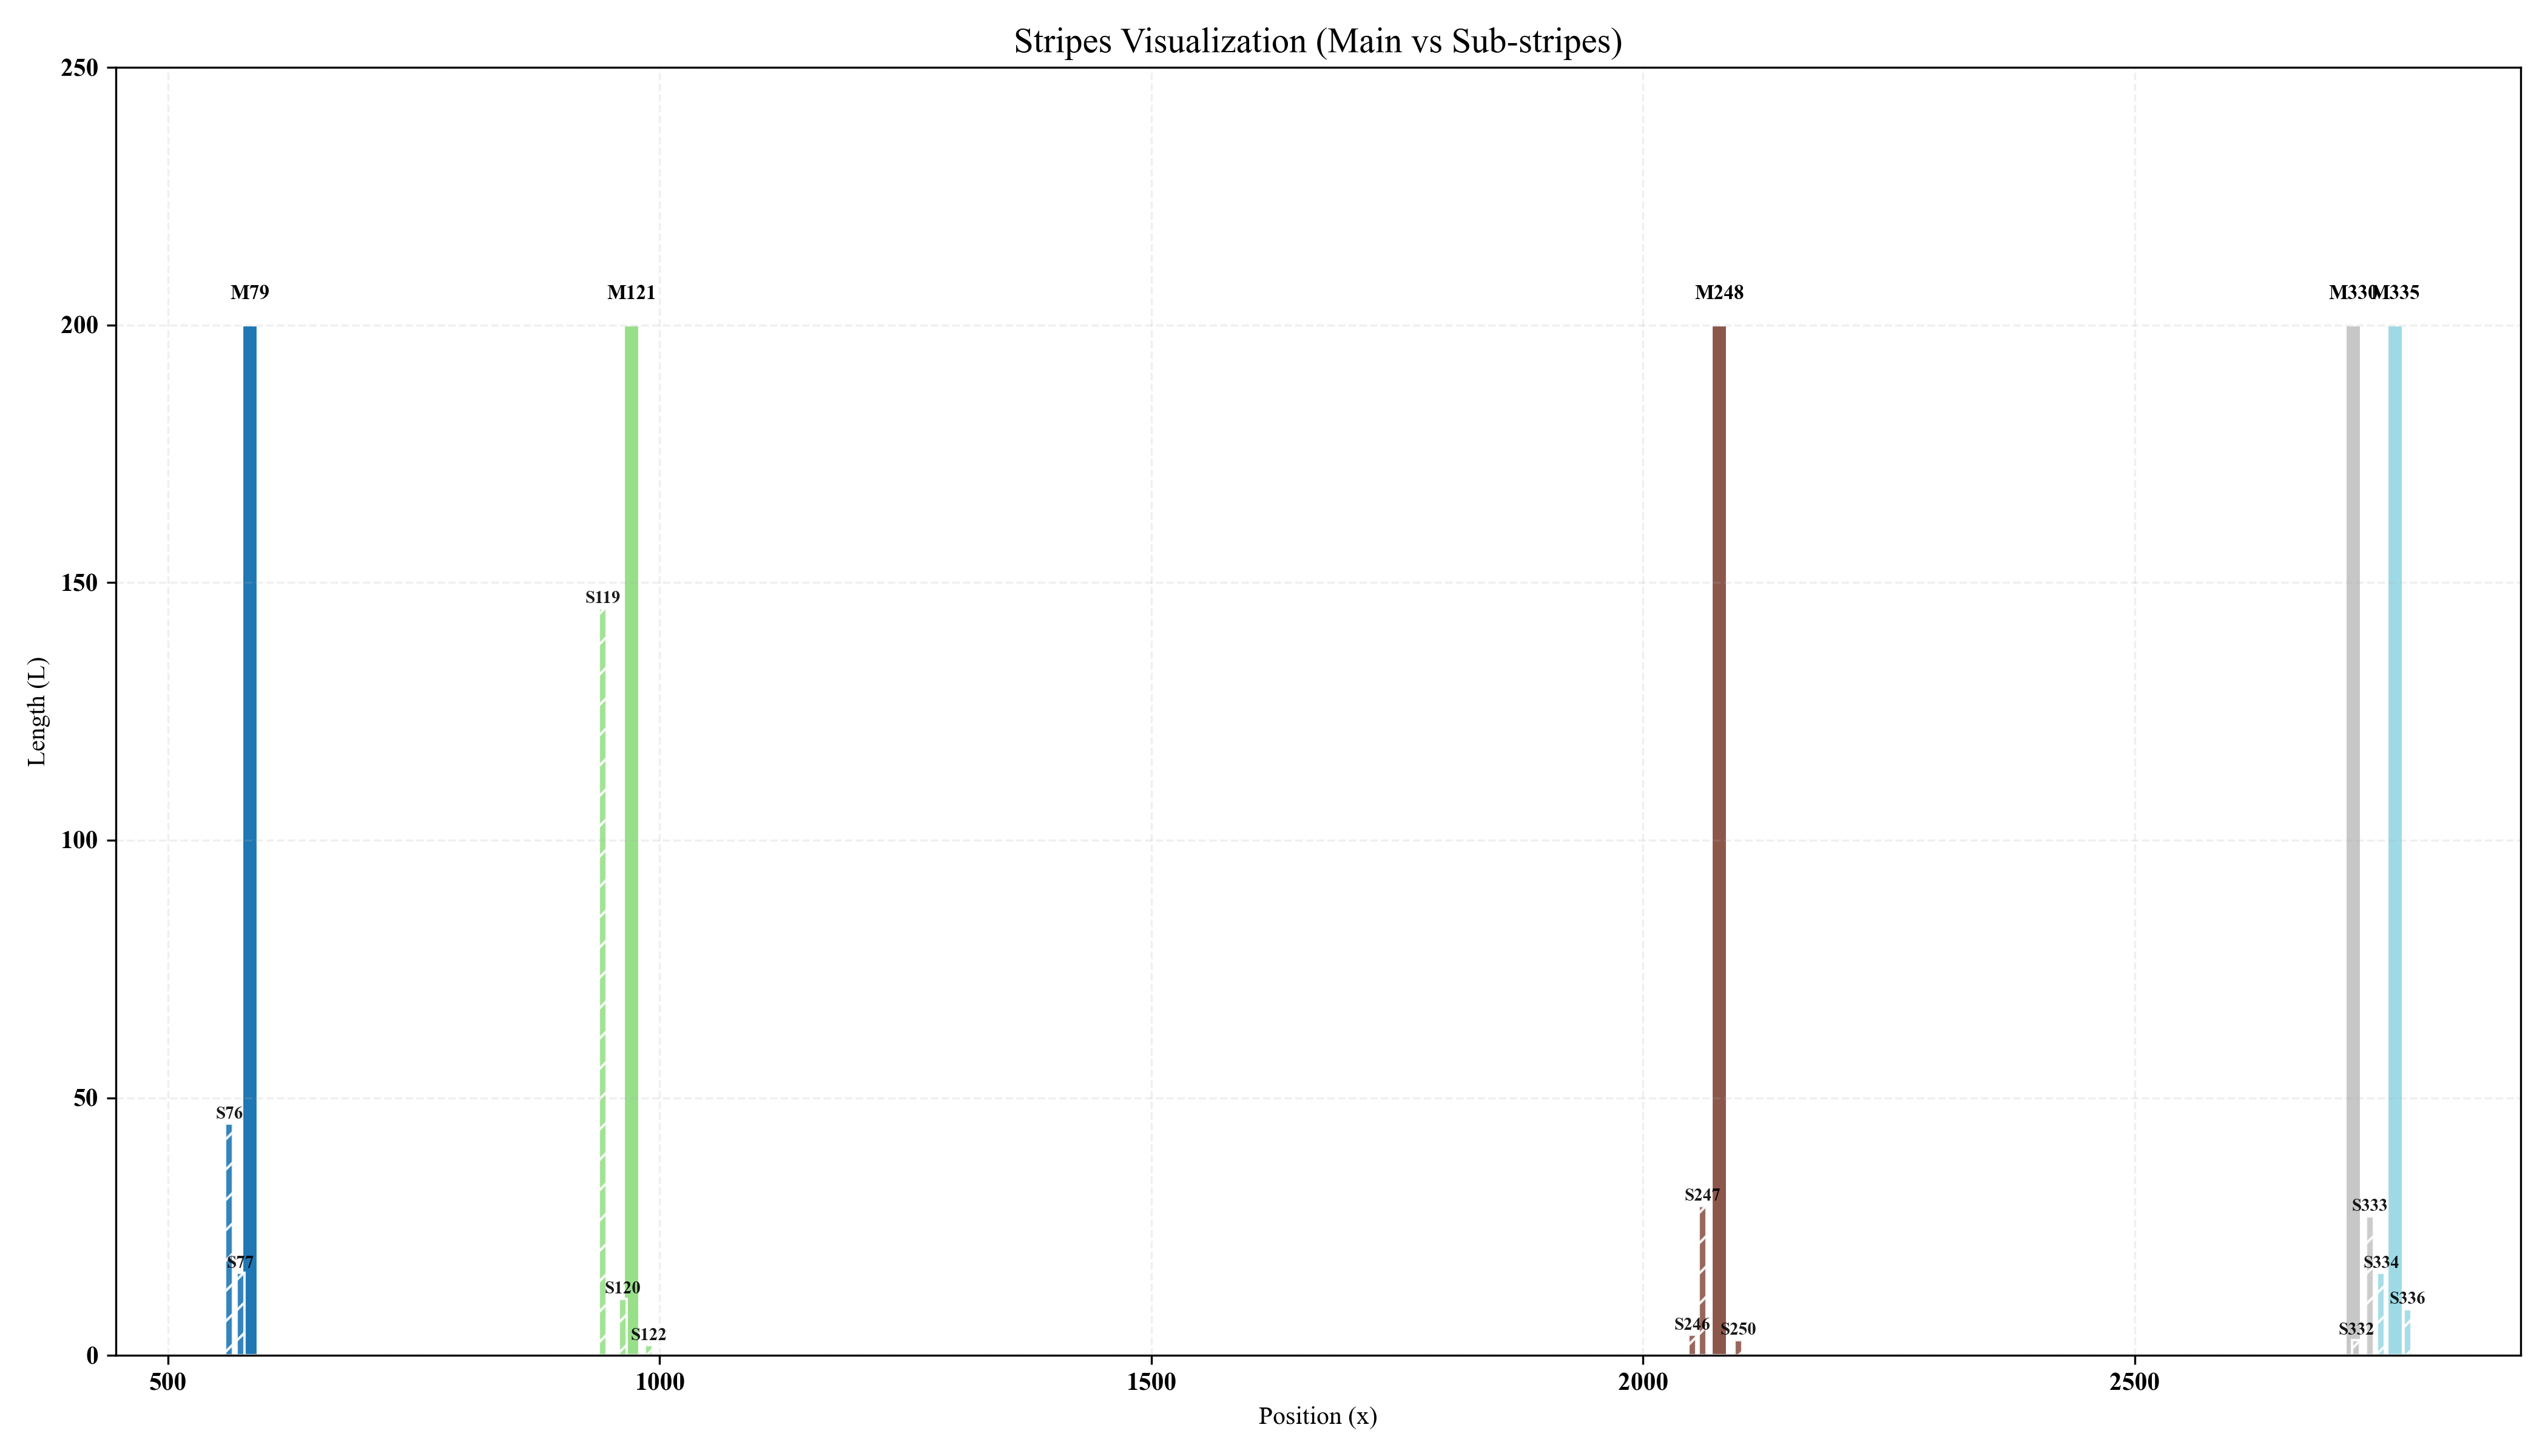 Stripes Visualization (Main vs Sub-stripes)
250
200
150
100
50
0
Length (L)
M79
M121
M248
M330
M335
S119
S76
S77
S120
S122
S247
S246
S250
S333
S334
S336
S332
500
1000
1500
2000
2500
Position (x)